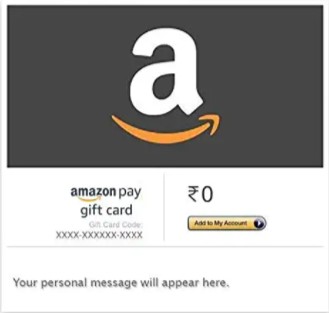 a
amazon pay
gift card
Gift Card Code:
XXXX-XXXXXX-XXXX
₹0
Add to My Account
Your personal message will appear here.